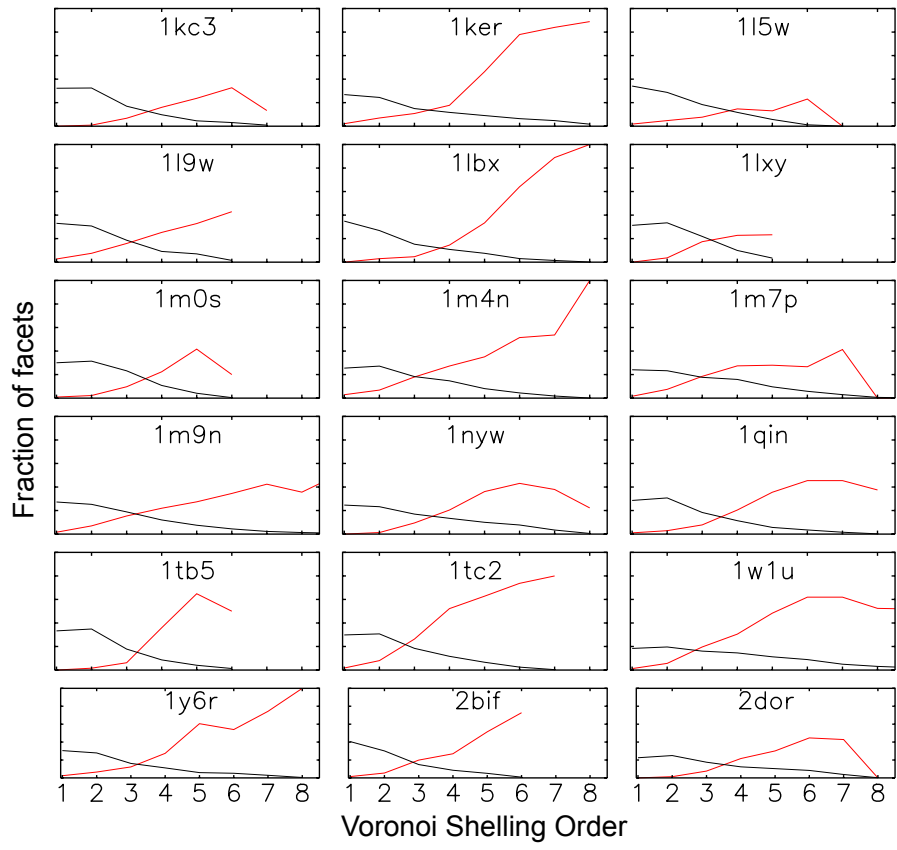 1kc3 1ker 1l5w
1l9w 1lbx 1lxy
1m0s 1m4n 1m7p
1m9n 1nyw 1qin
1tb5 1tc2 1w1u
1y6r 2bif 2dor
Fraction of facets
1 2 3 4 5 6 7 8 1 2 3 4 5 6 7 8 1 2 3 4 5 6 7 8
Voronoi Shelling Order